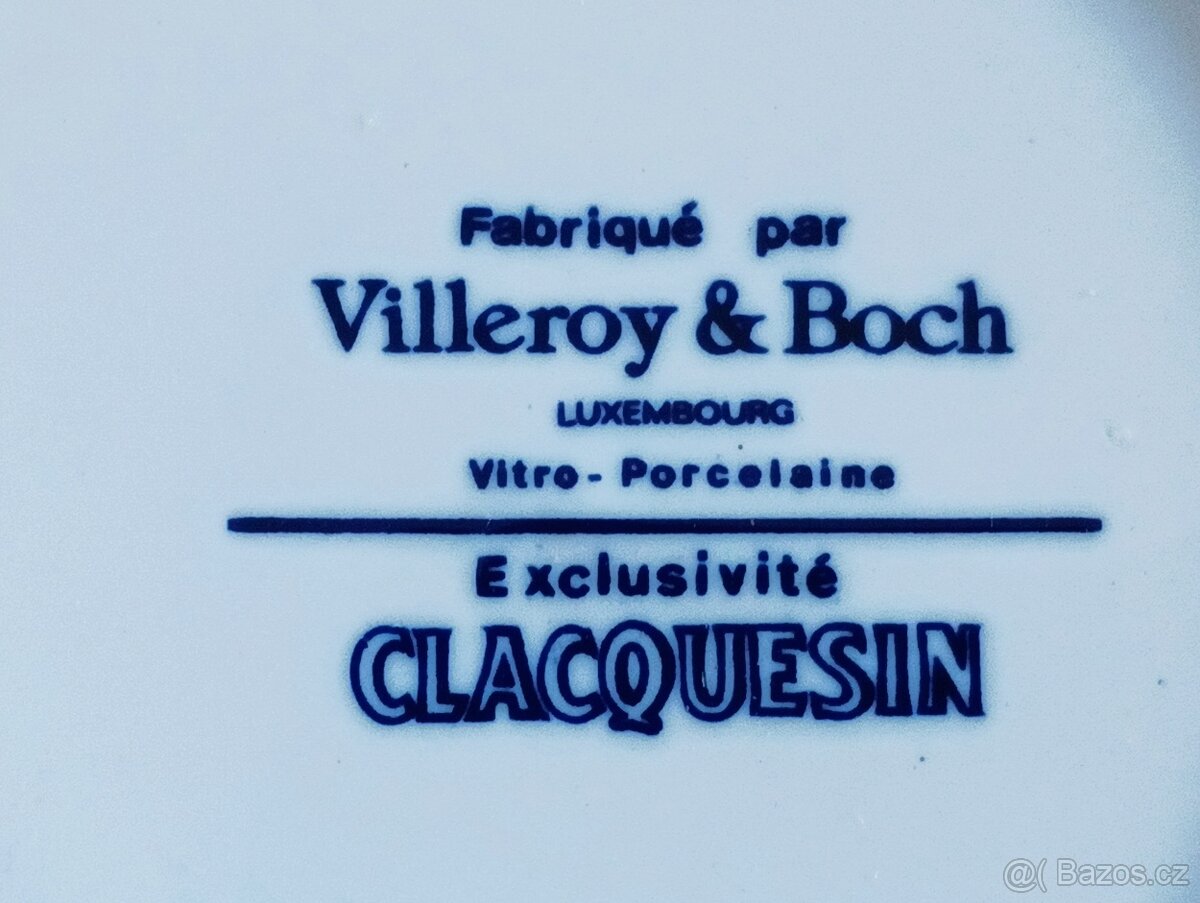 Fabriqué par
Villeroy & Boch
LUXEMBOURG
Vitro-Porcelaine
Exclusivité
CLACQUESIN
@( Bazos.cz